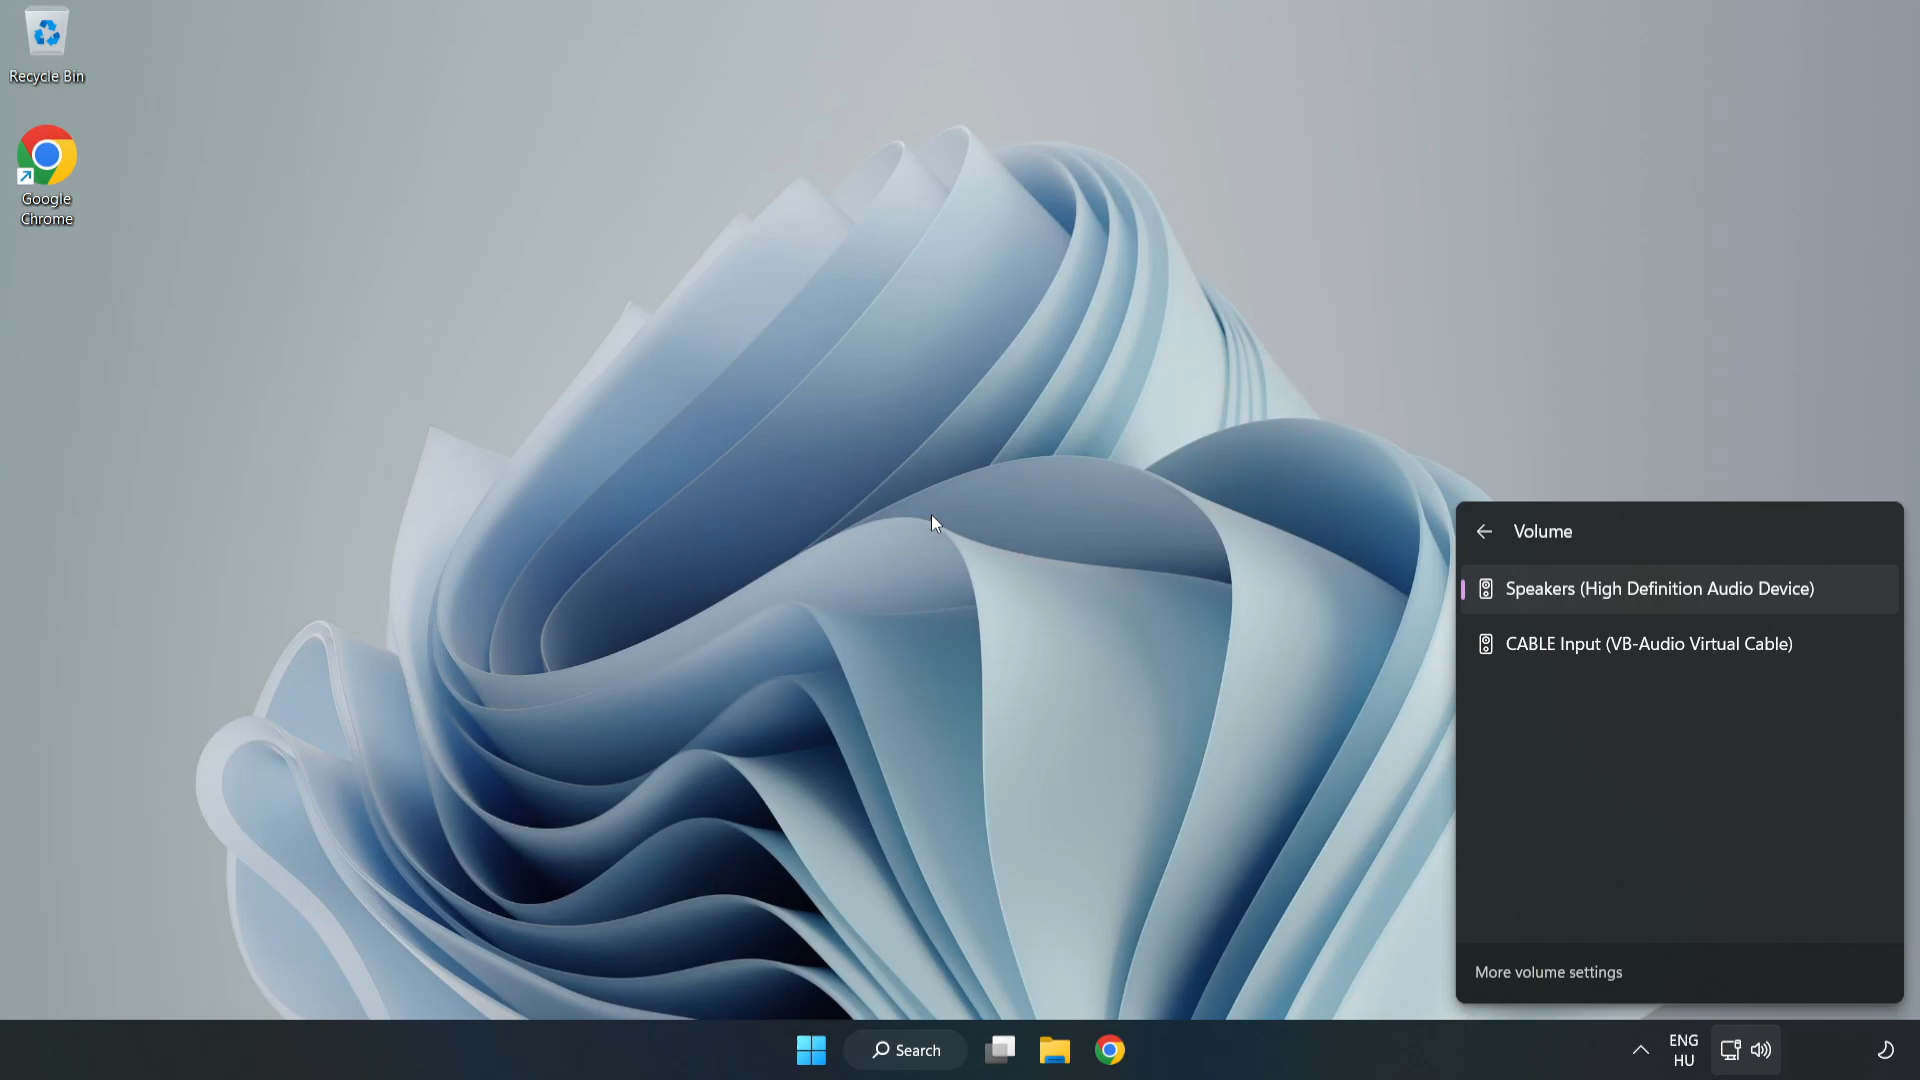 Recycle Bin
Google
Chrome
Volume
Speakers (High Definition Audio Device)
CABLE Input (VB-Audio Virtual Cable)
More volume settings
Search
ENG
HU